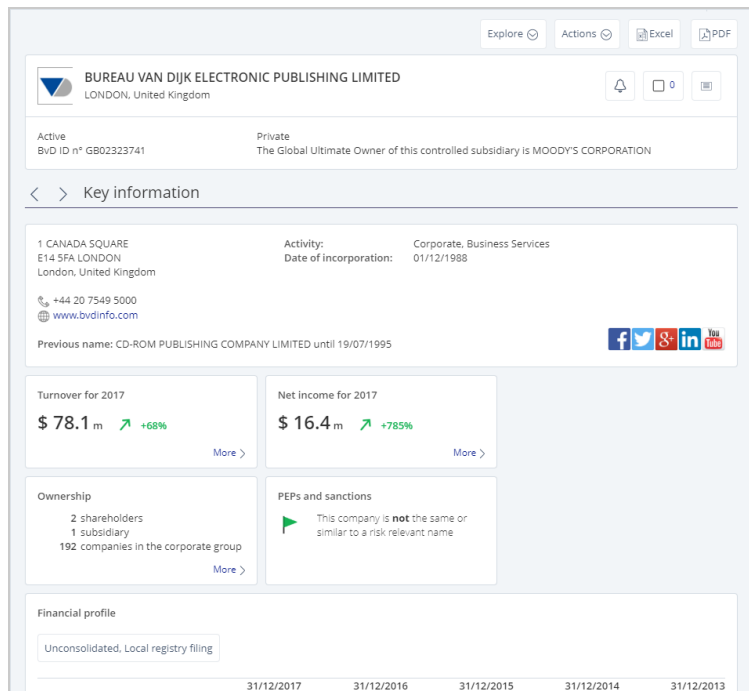 Explore Actions Excel PDF
BUREAU VAN DIJK ELECTRONIC PUBLISHING LIMITED
LONDON, United Kingdom
0
Active
BvD ID n° GB02323741
Private
The Global Ultimate Owner of this controlled subsidiary is MOODY'S CORPORATION
Key information
1 CANADA SQUARE
E14 5FA LONDON
London, United Kingdom
+44 20 7549 5000
www.bvdinfo.com
Activity: Corporate, Business Services
Date of incorporation: 01/12/1988
Previous name: CD-ROM PUBLISHING COMPANY LIMITED until 19/07/1995
f g+ in You Tube
Turnover for 2017
$ 78.1 m +68%
More
Net income for 2017
$ 16.4 m +785%
More
Ownership
2 shareholders
1 subsidiary
192 companies in the corporate group
More
PEPs and sanctions
This company is not the same or
similar to a risk relevant name
Financial profile
Unconsolidated, Local registry filing
31/12/2017 31/12/2016 31/12/2015 31/12/2014 31/12/2013